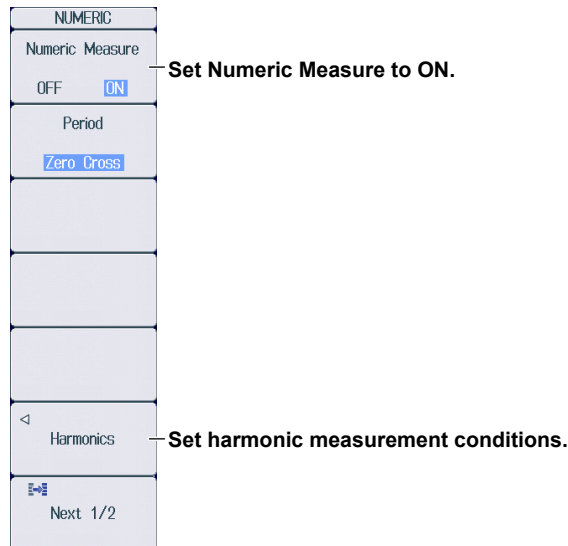 NUMERIC
Numeric Measure
OFF ON
Set Numeric Measure to ON.
Period
Zero Cross
Harmonics
Set harmonic measurement conditions.
Next 1/2